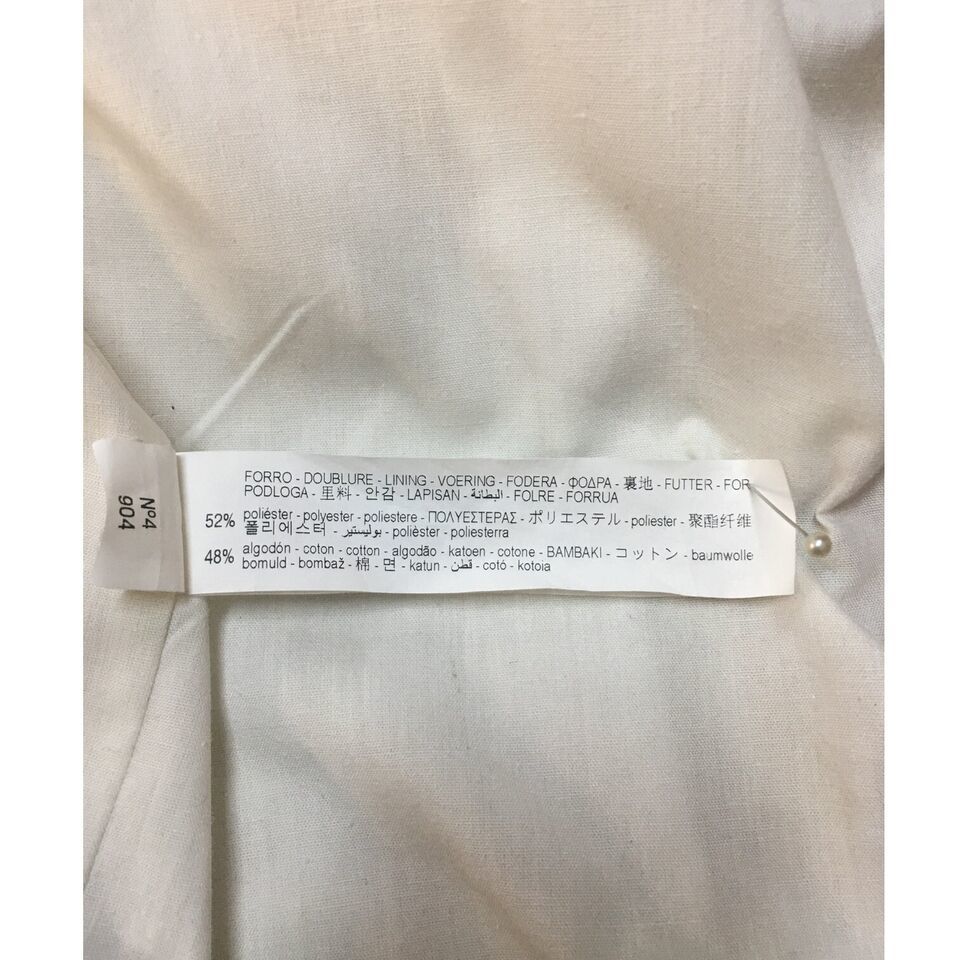 FORRO - DOUBLURE - LINING - VOERING - FODERA - ΦΟΔΡΑ - 裏地 - FUTTER - FOR
PODLOGA - 里料 - 안감 - LAPISAN - البطانة - FOLRE - FORRUA
52% poliéster - polyester - poliestere - ΠΟΛΥΕΣΤΕΡΑΣ - ポリエステル - poliester - 聚酯纤维
폴리에스터 - بوليستير - polièster - poliesterra
48% algodón - coton - cotton - algodão - katoen - cotone - BAMBAKI - コットン - baumwolle
bomuld - bombaž - 棉 - 면 - katun - قطن - cotó - kotoia
Nº4
904